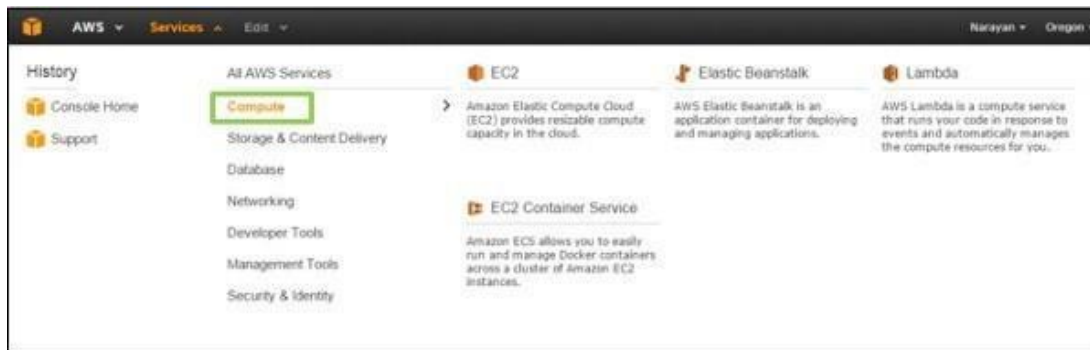 AWS Services Edit Narayan Oregon
History
Console Home
Support
All AWS Services
Compute
Storage & Content Delivery
Database
Networking
Developer Tools
Management Tools
Security & Identity
EC2
Amazon Elastic Compute Cloud
(EC2) provides resizable compute
capacity in the cloud.
Elastic Beanstalk
AWS Elastic Beanstalk is an
application container for deploying
and managing applications.
Lambda
AWS Lambda is a compute service
that runs your code in response to
events and automatically manages
the compute resources for you.
EC2 Container Service
Amazon ECS allows you to easily
run and manage Docker containers
across a cluster of Amazon EC2
instances.